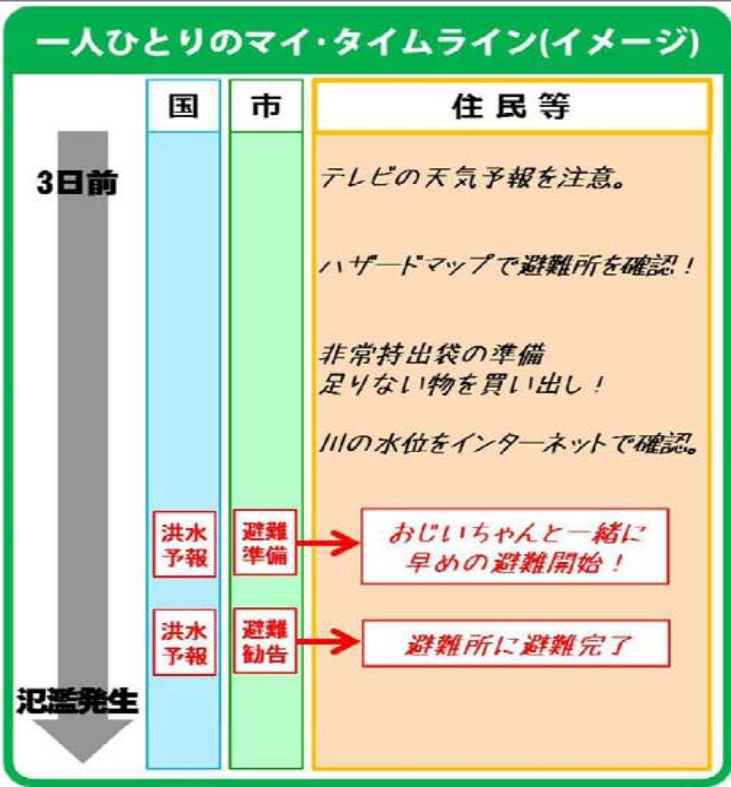 一人ひとりのマイ・タイムライン(イメージ)
国
市
住民等
3日前
テレビの天気予報を注意。
ハザードマップで避難所を確認！
非常持出袋の準備
足りない物を買い出し！
川の水位をインターネットで確認。
洪水
予報
避難
準備
おじいちゃんと一緒に
早めの避難開始！
洪水
予報
避難
勧告
避難所に避難完了
氾濫発生